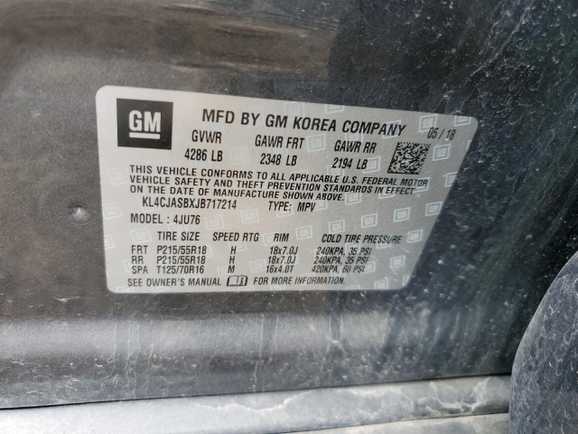 GM
MFD BY GM KOREA COMPANY 05/18
GVWR GAWR FRT GAWR RR
4286 LB 2348 LB 2194 LB
THIS VEHICLE CONFORMS TO ALL APPLICABLE U.S. FEDERAL MOTOR
VEHICLE SAFETY AND THEFT PREVENTION STANDARDS IN EFFECT
ON THE DATE OF MANUFACTURE SHOWN ABOVE.
KL4CJASBXJB717214 TYPE: MPV
MODEL: 4JU76
TIRE SIZE SPEED RTG RIM COLD TIRE PRESSURE
FRT P215/55R18 H 18x7.0J 240KPA, 35 PSI
RR P215/55R18 H 18x7.0J 240KPA, 35 PSI
SPA T125/70R16 M 16x4.0T 420KPA, 60 PSI
SEE OWNER'S MANUAL FOR MORE INFORMATION.